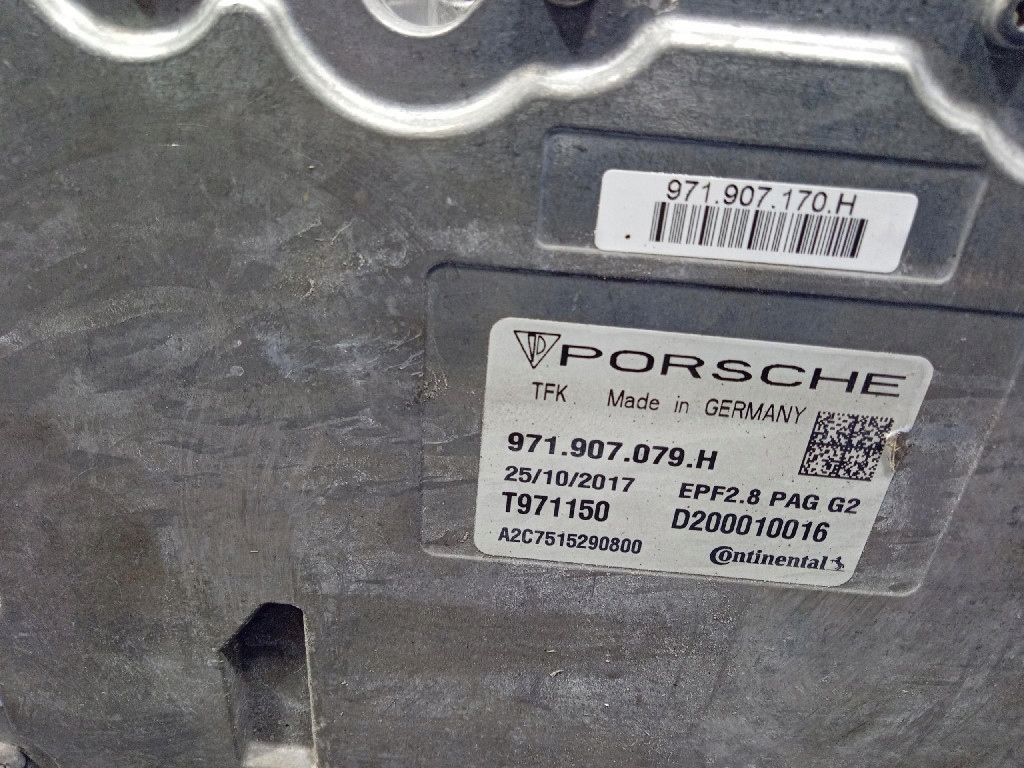 971.907.170.H
PORSCHE
TFK Made in GERMANY
971.907.079.H
25/10/2017 EPF2.8 PAG G2
T971150 D200010016
A2C7515290800 Continental